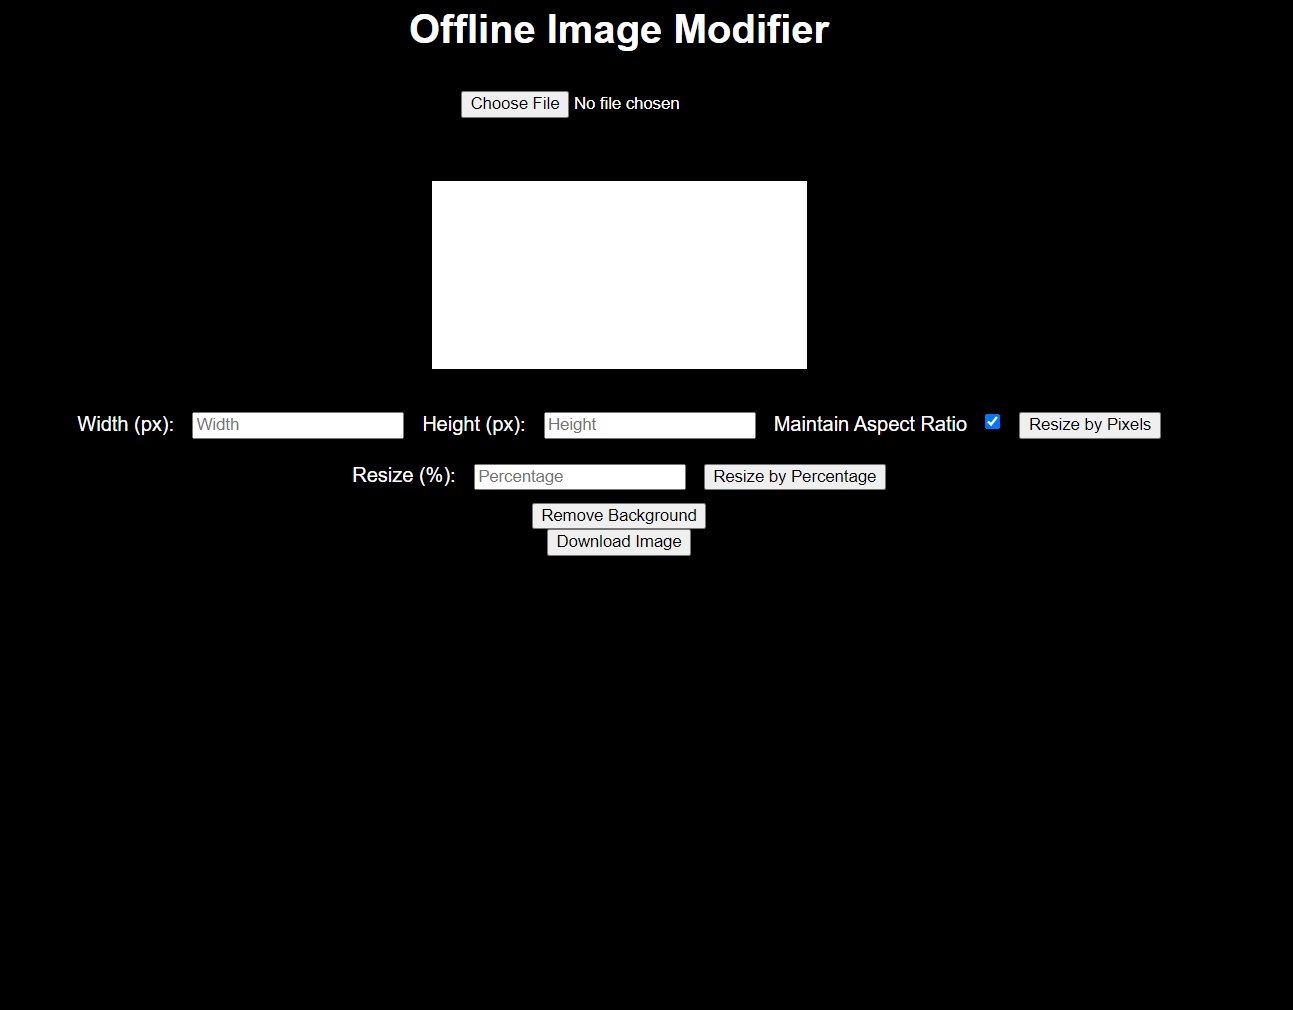 Offline Image Modifier
Choose File No file chosen
Width (px): Width Height (px): Height Maintain Aspect Ratio Resize by Pixels
Resize (%): Percentage Resize by Percentage
Remove Background
Download Image